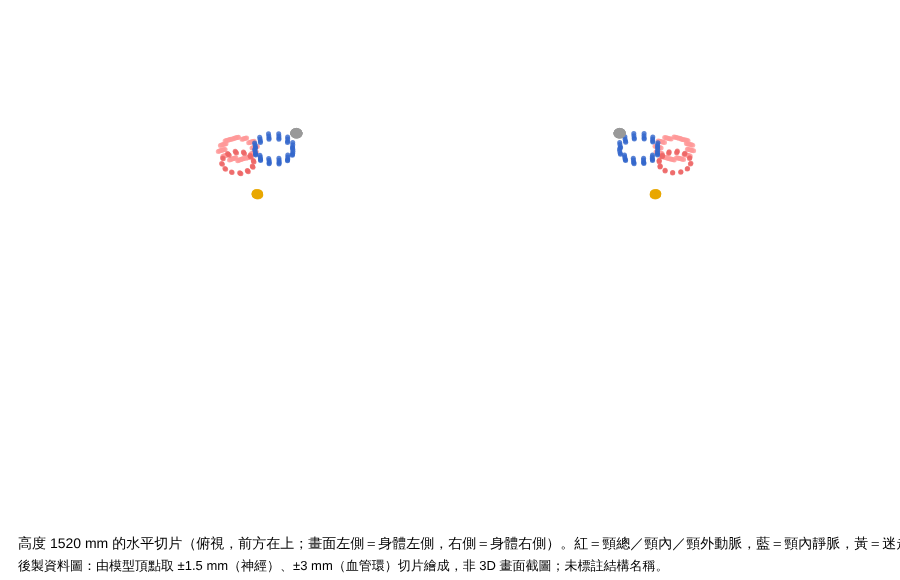 高度 1520 mm 的水平切片（俯視，前方在上；畫面左側＝身體左側，右側＝身體右側）。紅＝頸總／頸內／頸外動脈，藍＝頸內靜脈，黃＝迷
後製資料圖：由模型頂點取 ±1.5 mm（神經）、±3 mm（血管環）切片繪成，非 3D 畫面截圖；未標註結構名稱。